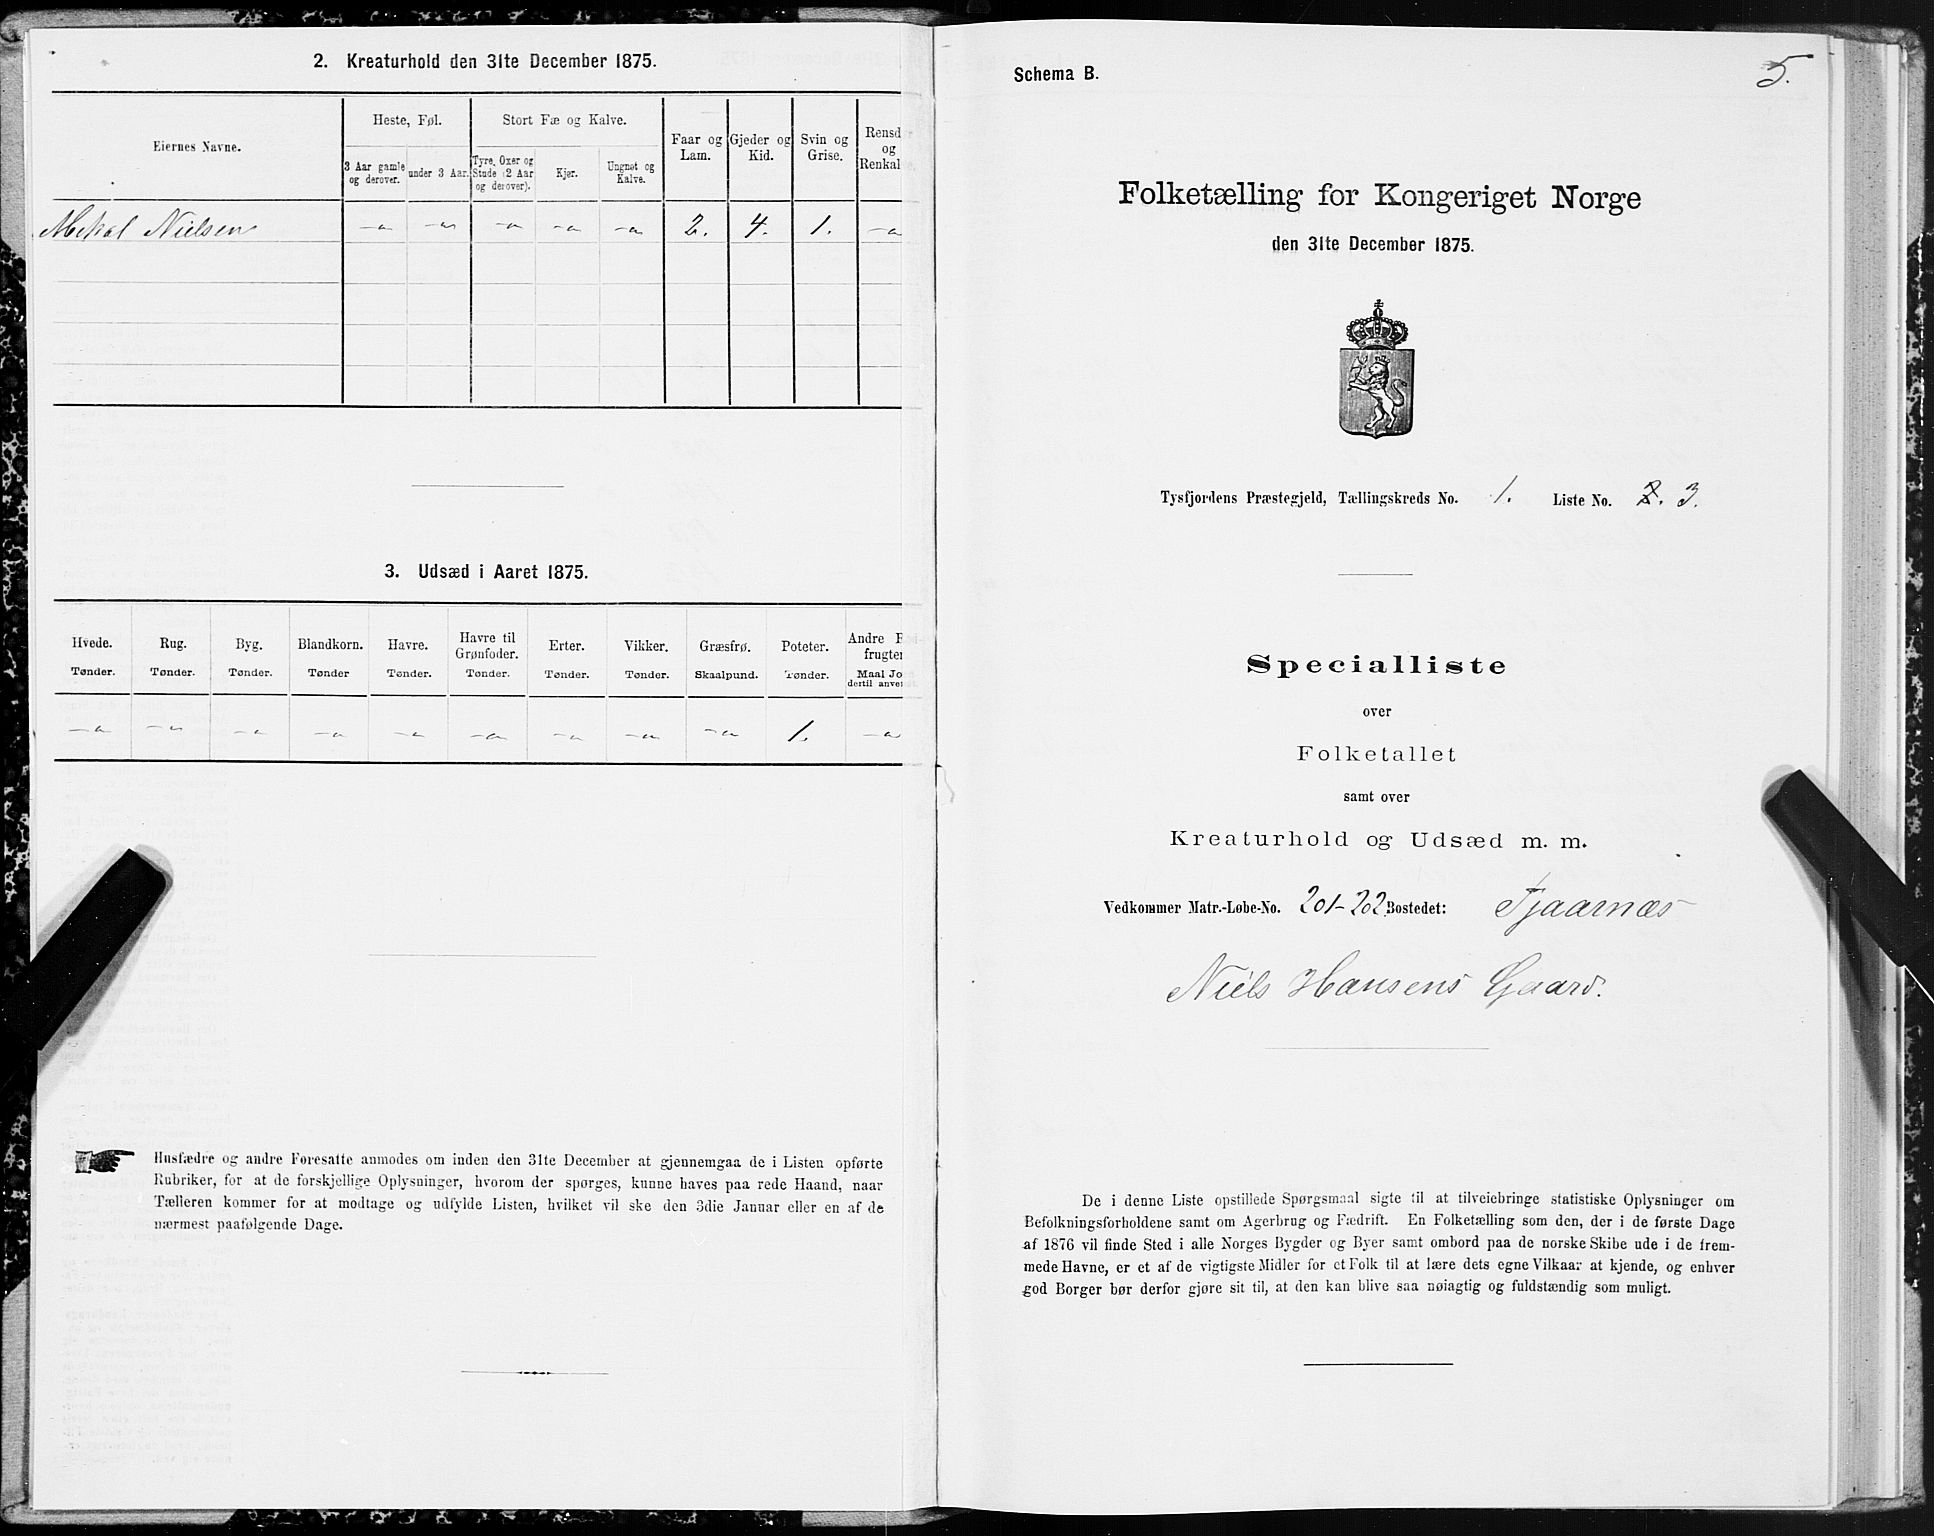 2. Kreaturhold den 31te December 1875.
Eiernes Navne.
Heste, Føl.
Stort Fæ og Kalve.
Faar og Lam.
Gjeder og Kid.
Svin og Grise.
Rensd
og
Renkal
3 Aar gamle og derover.
under 3 Aar.
Tyre, Oxer og Stude (2 Aar og derover).
Kjør.
Ungnøt og Kalve.
Nielsen 2. 4. 1.
3. Udsæd i Aaret 1875.
Hvede. Rug. Byg. Blandkorn. Havre. Havre til Grønfoder. Erter. Vikker. Græsfrø. Poteter. Andre
frugter
Tønder. Tønder. Tønder. Tønder Tønder. Tønder. Tønder. Tønder. Skaalpund. Tønder. Maal Jo
dertil anve
1.
Husfædre og andre Foresatte anmodes om inden den 31te December at gjennemgaa de i Listen opførte
Rubriker, for at de forskjellige Oplysninger, hvorom der spørges, kunne haves paa rede Haand, naar
Tælleren kommer for at modtage og udfylde Listen, hvilket vil ske den 3die Januar eller en af de
nærmest paafølgende Dage.
5.
Schema B.
Folketælling for Kongeriget Norge
den 31te December 1875.
Tysfjordens Præstegjeld, Tællingskreds No. 1. Liste No. 2. 3.
Specialliste
over
Folketallet
samt over
Kreaturhold og Udsæd m. m.
Vedkommer Matr.-Løbe-No. 201-202 Bostedet: Tjaarnæs
Niels Hansens Gaard.
De i denne Liste opstillede Spørgsmaal sigte til at tilveiebringe statistiske Oplysninger om
Befolkningsforholdene samt om Agerbrug og Fædrift. En Folketælling som den, der i de første Dage
af 1876 vil finde Sted i alle Norges Bygder og Byer samt ombord paa de norske Skibe ude i de frem-
mede Havne, er et af de vigtigste Midler for et Folk til at lære dets egne Vilkaar at kjende, og enhver
god Borger bør derfor gjøre sit til, at den kan blive saa nøiagtig og fuldstændig som muligt.